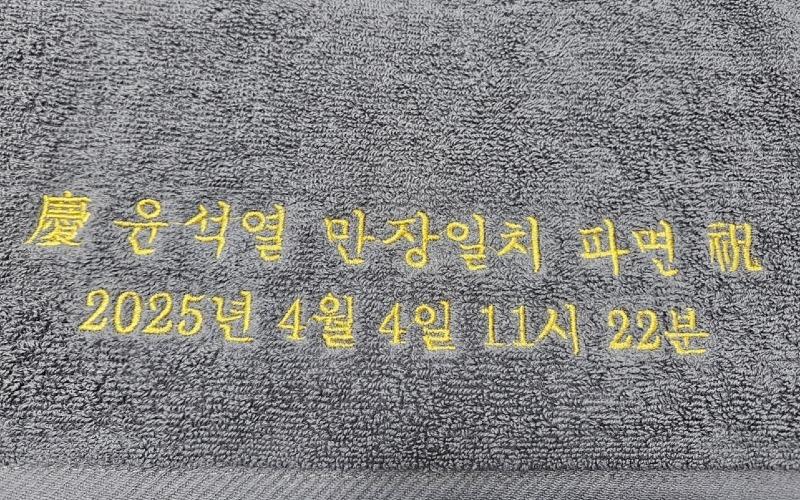 慶 윤석열 만장일치 파면 祝
2025년 4월 4일 11시 22분